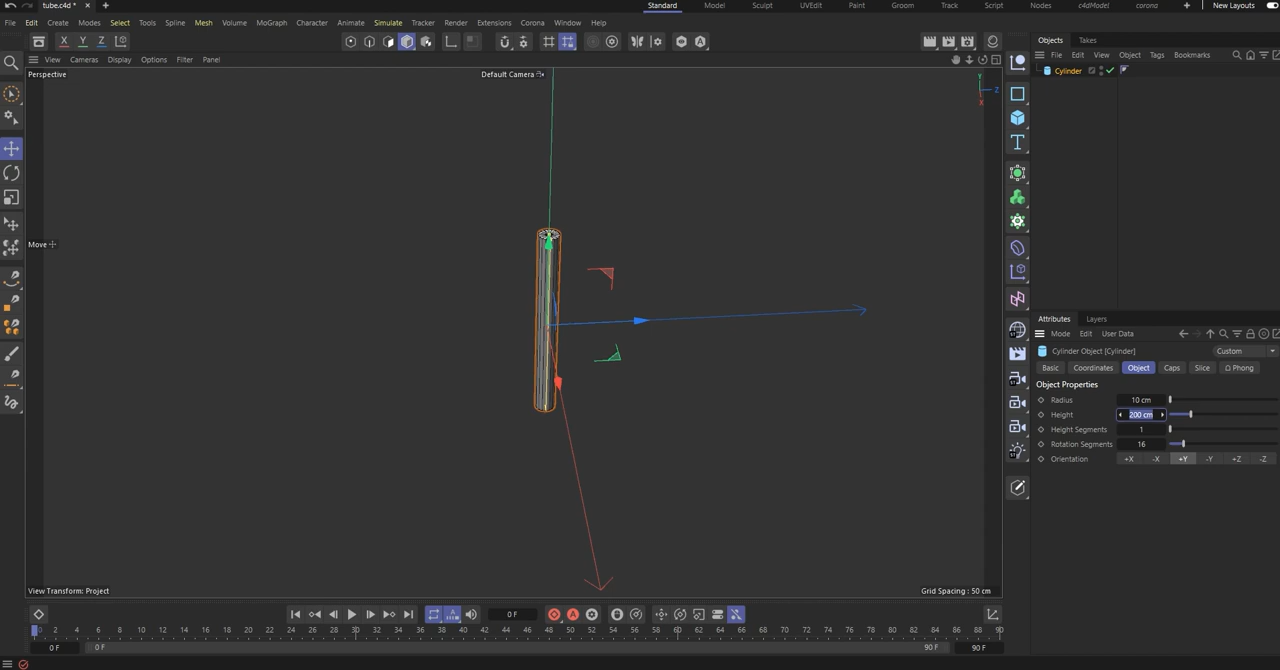 tube.c4d *
Standard Model Sculpt UVEdit Paint Groom Track Script Nodes c4dModel corona New Layouts
File Edit Create Modes Select Tools Spline Mesh Volume MoGraph Character Animate Simulate Tracker Render Extensions Corona Window Help
X Y Z
Objects Takes
View Cameras Display Options Filter Panel
File Edit View Object Tags Bookmarks
Perspective Default Camera
Cylinder
Y
Z
X
Move
Attributes Layers
Mode Edit User Data
Cylinder Object [Cylinder] Custom
Basic Coordinates Object Caps Slice Phong
Object Properties
Radius 10 cm
Height 200 cm
Height Segments 1
Rotation Segments 16
Orientation +X -X +Y -Y +Z -Z
View Transform: Project Grid Spacing : 50 cm
0 F
0 2 4 6 8 10 12 14 16 18 20 22 24 26 28 30 32 34 36 38 40 42 44 46 48 50 52 54 56 58 60 62 64 66 68 70 72 74 76 78 80 82 84 86 88 90
0 F 0 F 90 F 90 F